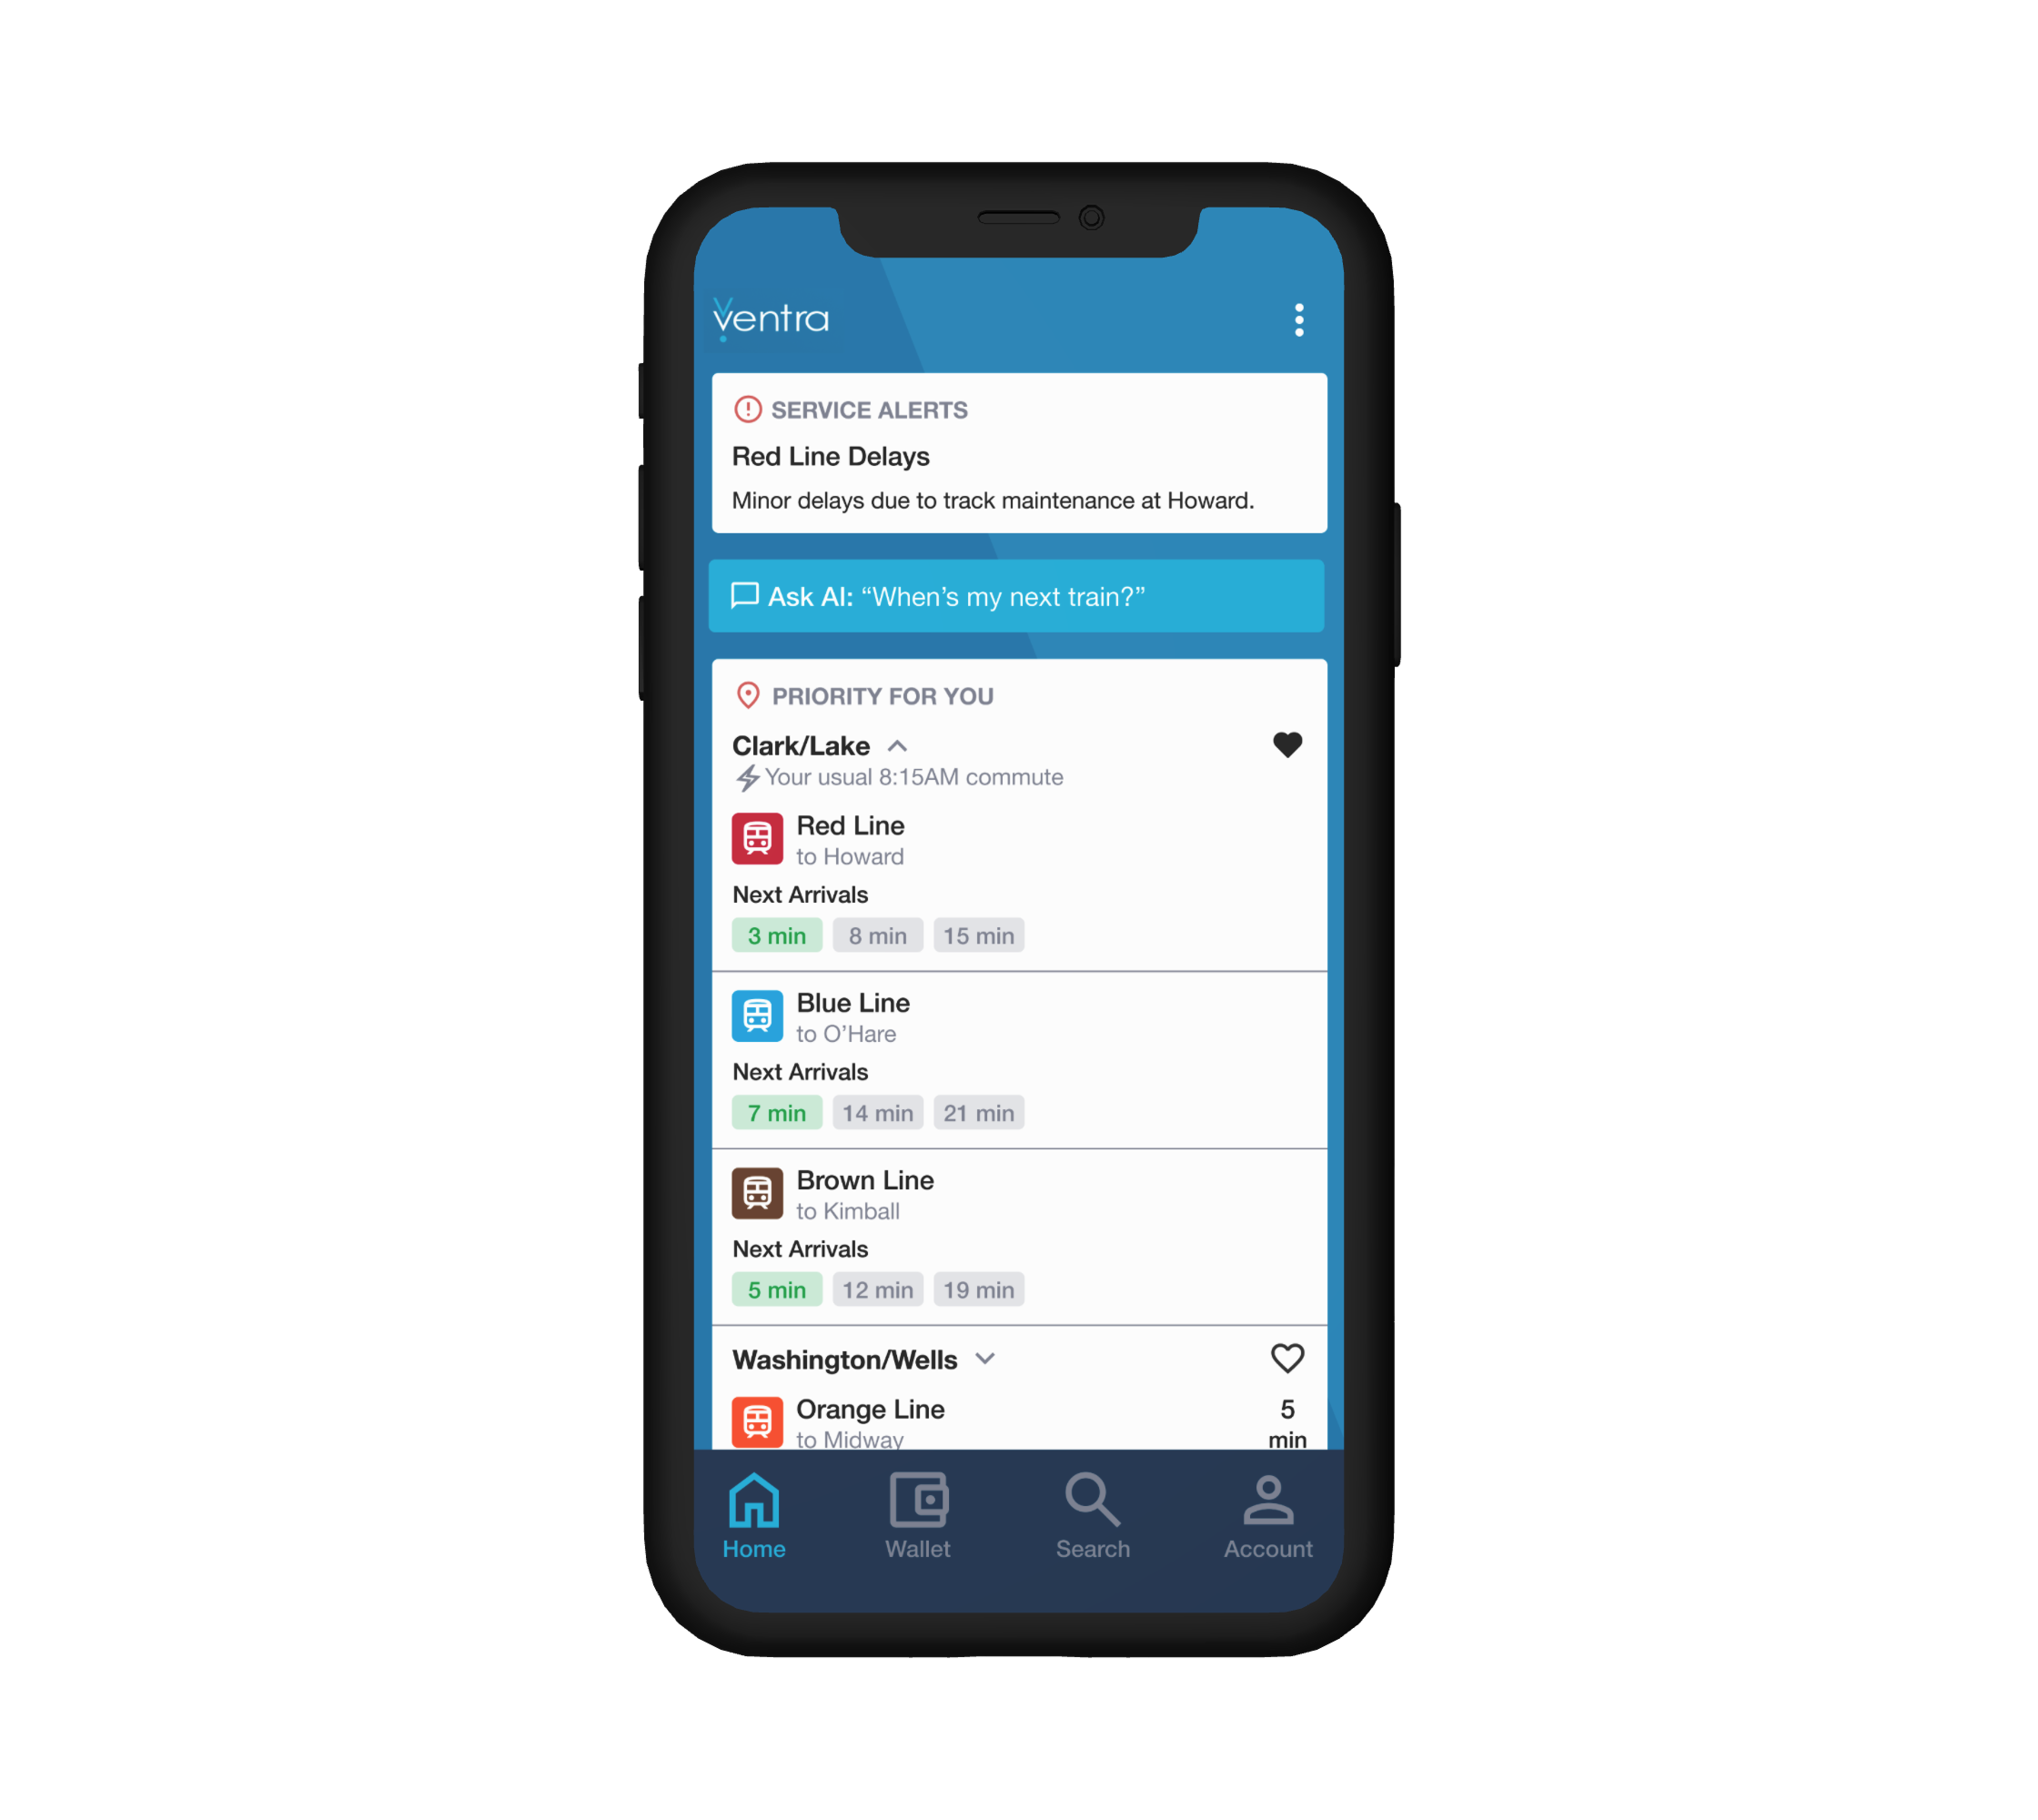 Ventra
SERVICE ALERTS
Red Line Delays
Minor delays due to track maintenance at Howard.
Ask AI: “When’s my next train?”
PRIORITY FOR YOU
Clark/Lake
Your usual 8:15AM commute
Red Line
to Howard
Next Arrivals
3 min 8 min 15 min
Blue Line
to O’Hare
Next Arrivals
7 min 14 min 21 min
Brown Line
to Kimball
Next Arrivals
5 min 12 min 19 min
Washington/Wells
Orange Line 5
to Midway min
Home Wallet Search Account